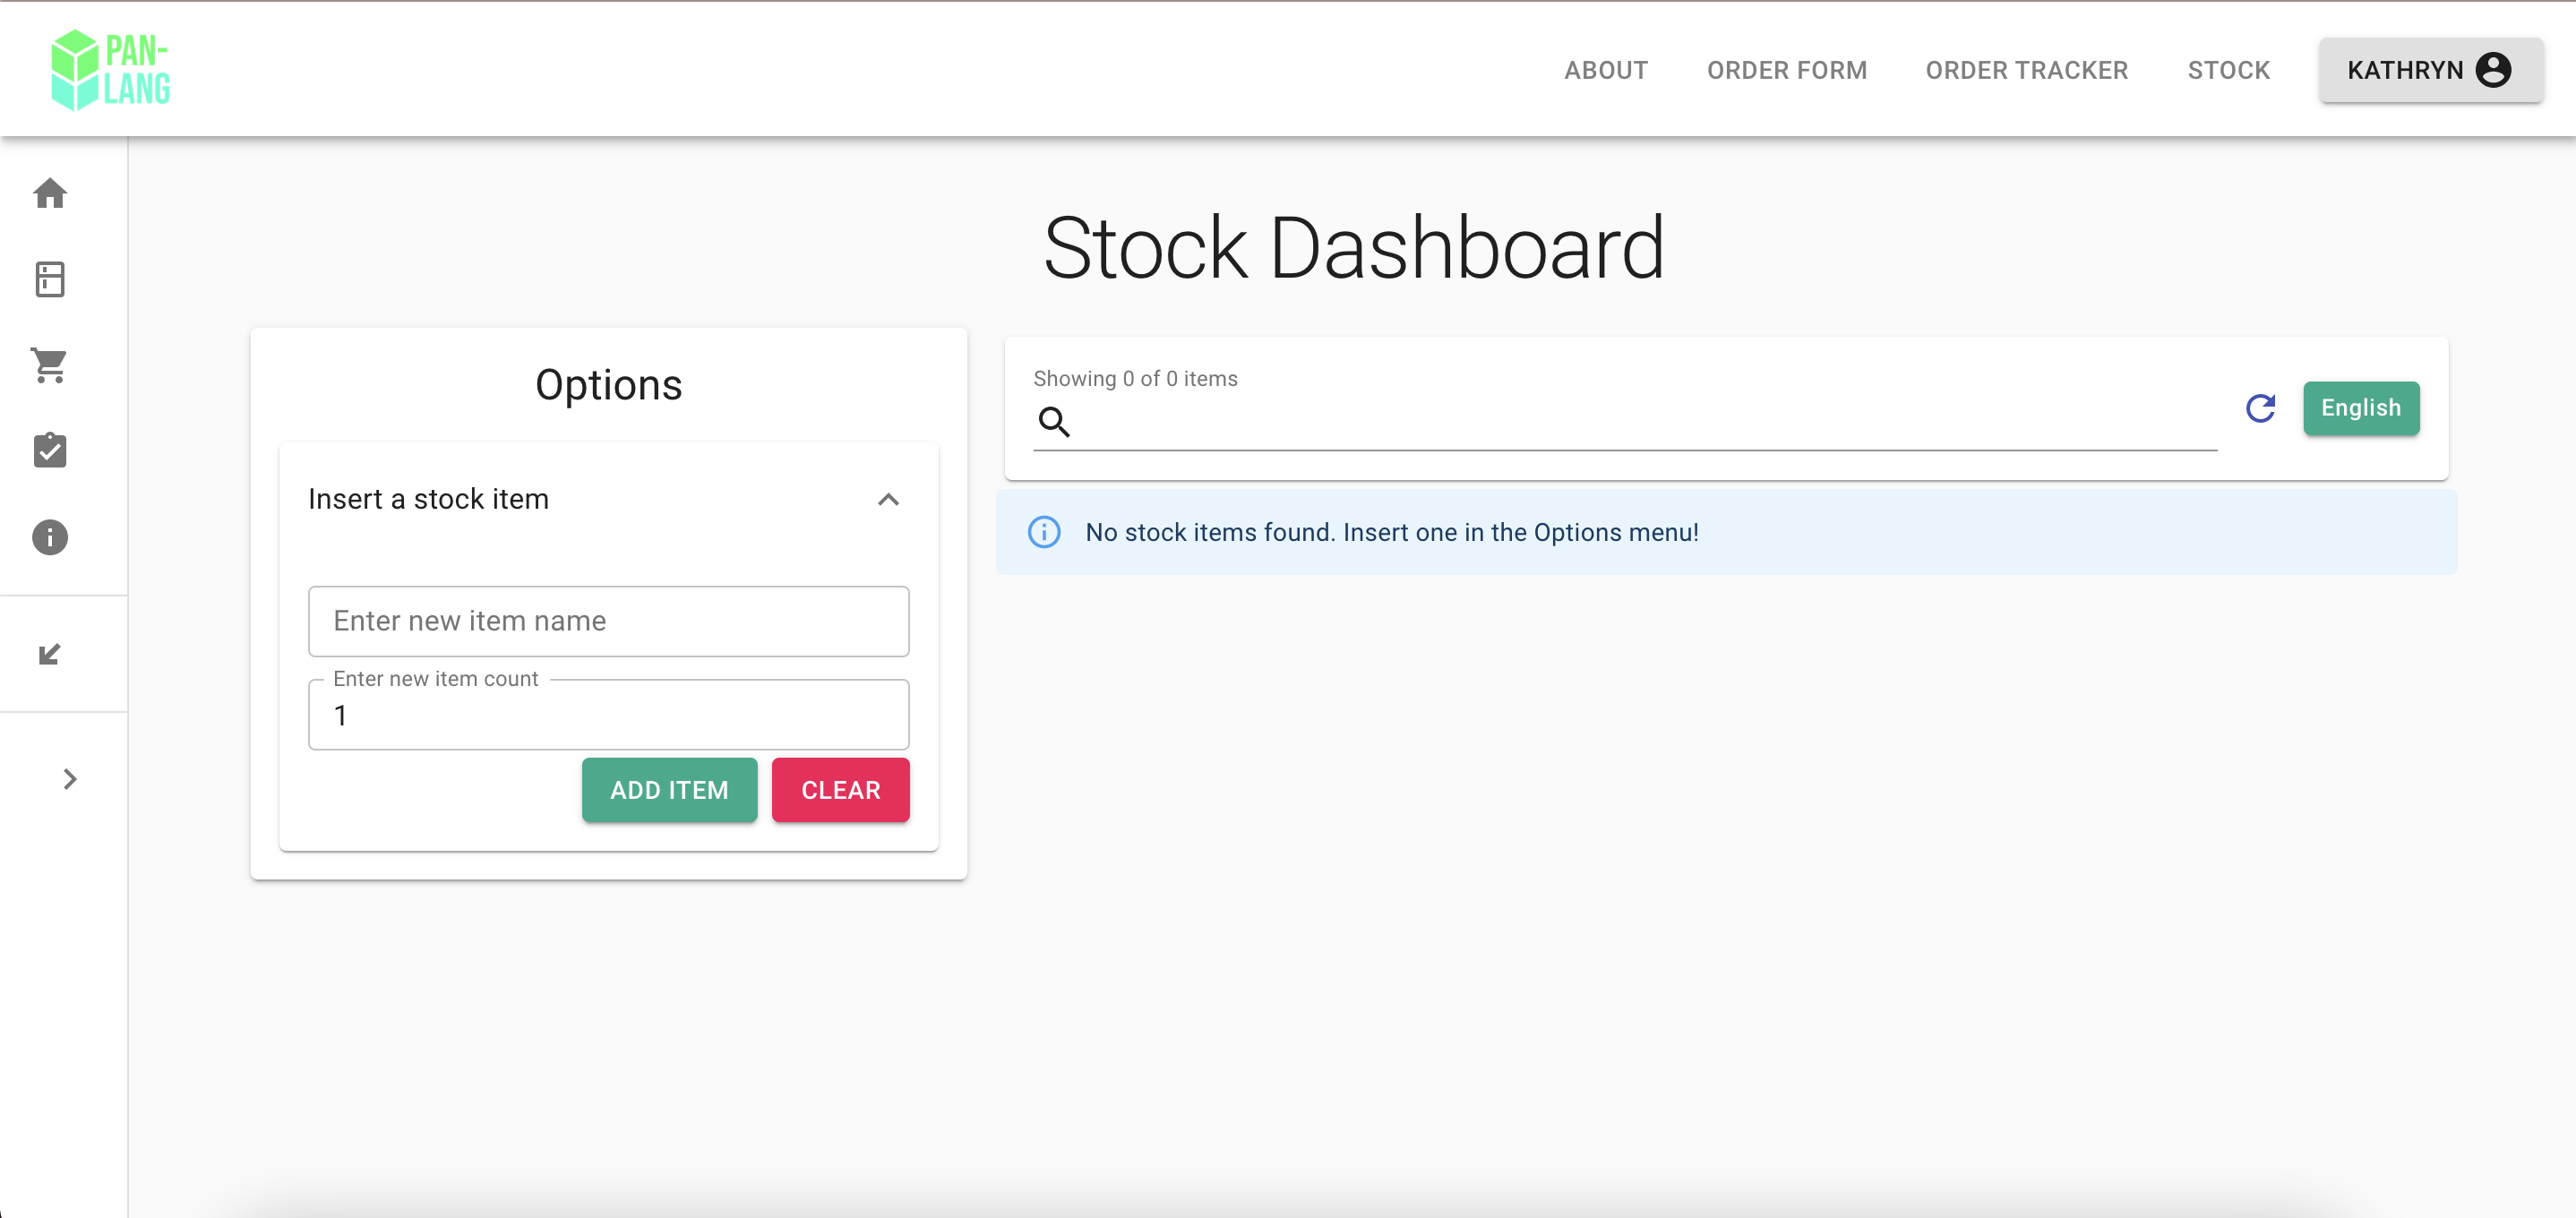 PAN-
LANG
ABOUT
ORDER FORM
ORDER TRACKER
STOCK
KATHRYN
Stock Dashboard
Options
Insert a stock item
Enter new item name
Enter new item count
1
ADD ITEM
CLEAR
Showing 0 of 0 items
English
No stock items found. Insert one in the Options menu!